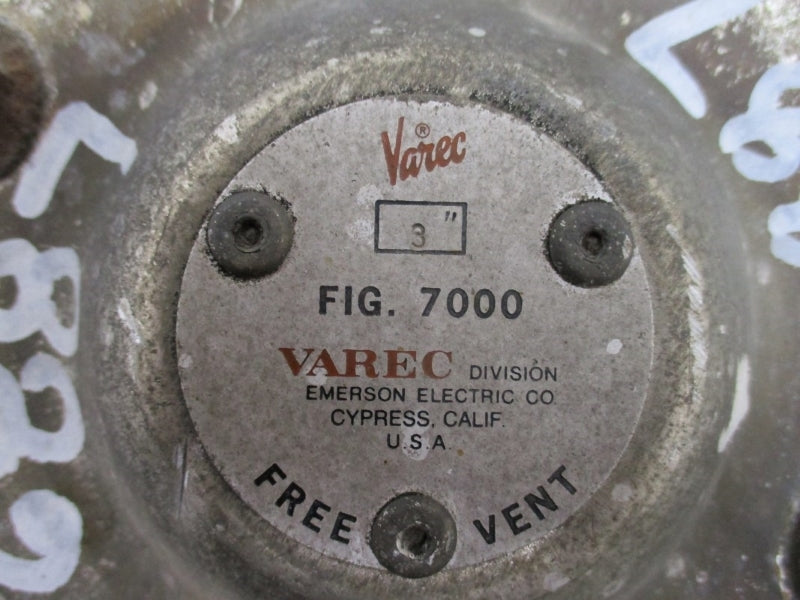 Varec®
3"
FIG. 7000
VAREC DIVISION
EMERSON ELECTRIC CO
CYPRESS, CALIF.
U.S.A.
FREE VENT